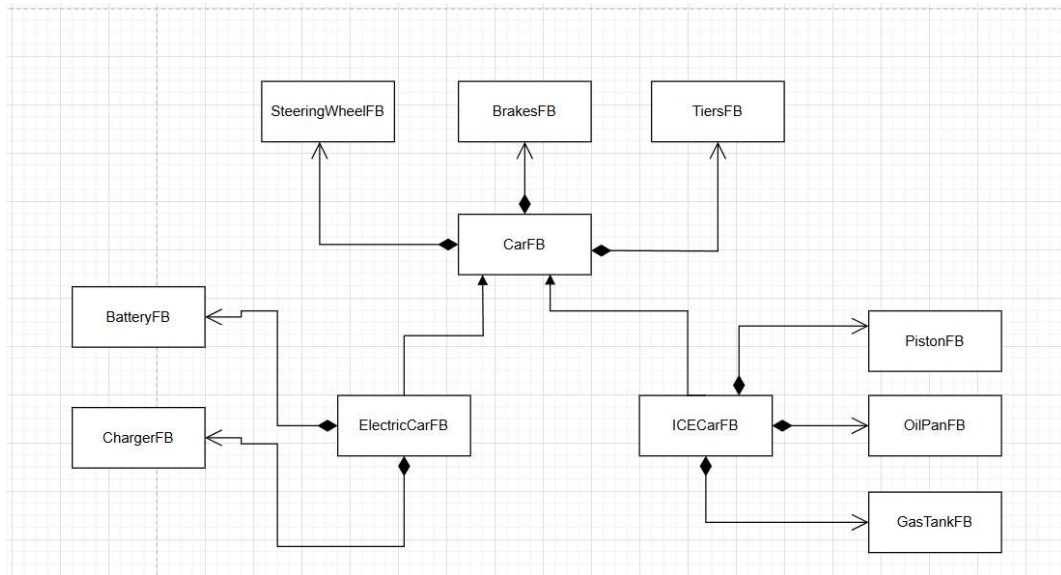 SteeringWheelFB
BrakesFB
TiersFB
CarFB
BatteryFB
PistonFB
ChargerFB
ElectricCarFB
ICECarFB
OilPanFB
GasTankFB